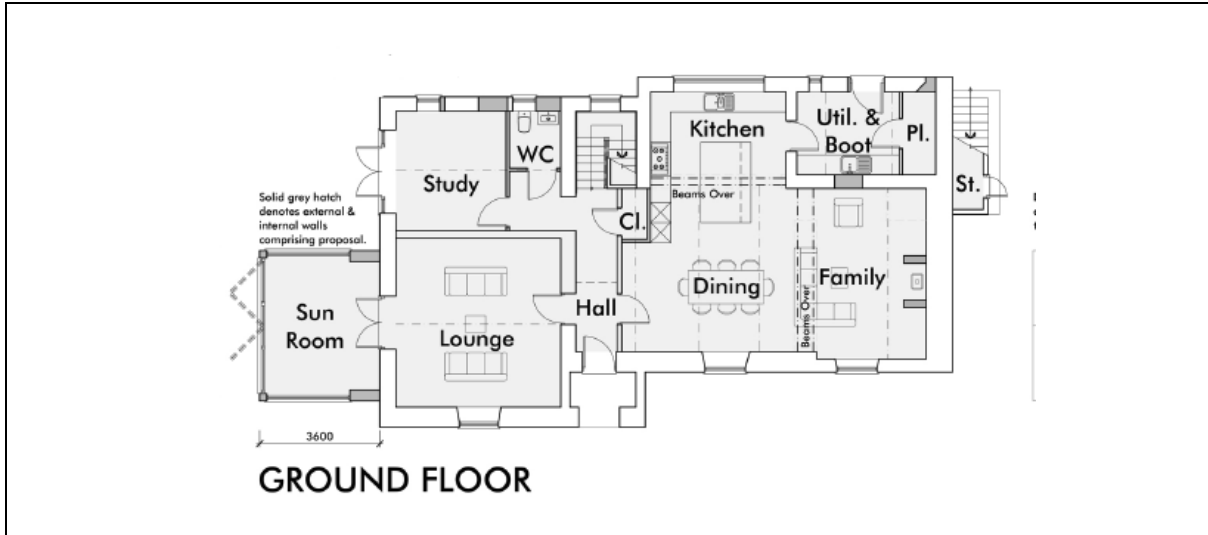 Kitchen
Util. &
Boot
Pl.
WC
Study
St.
Beams Over
Solid grey hatch
denotes external &
internal walls
comprising proposal.
Cl.
Dining
Family
Beams Over
Hall
Sun
Room
Lounge
3600
GROUND FLOOR